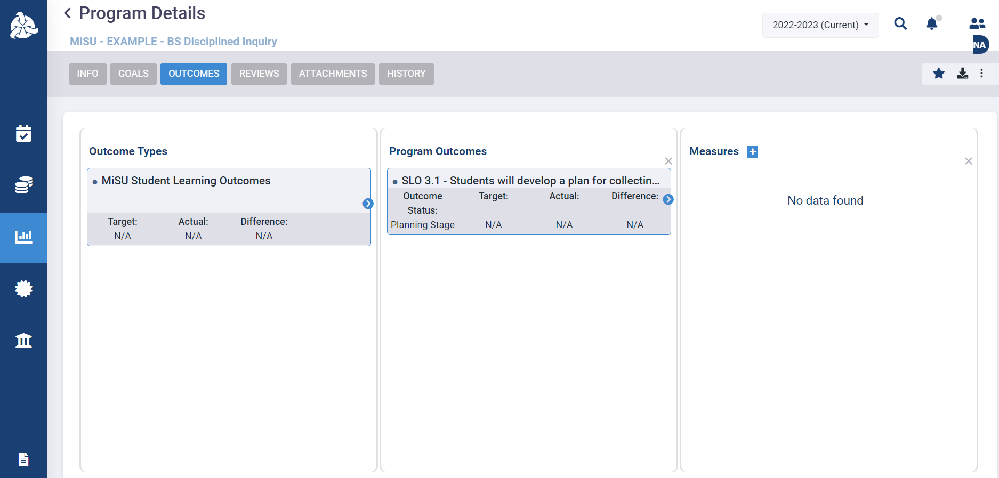 Program Details
MiSU - EXAMPLE - BS Disciplined Inquiry
2022-2023 (Current)
NA
INFO
GOALS
OUTCOMES
REVIEWS
ATTACHMENTS
HISTORY
Outcome Types
MiSU Student Learning Outcomes
Target:
Actual:
Difference:
N/A
N/A
N/A
Program Outcomes
SLO 3.1 - Students will develop a plan for collectin...
Outcome
Status:
Target:
Actual:
Difference:
Planning Stage
N/A
N/A
N/A
Measures
No data found